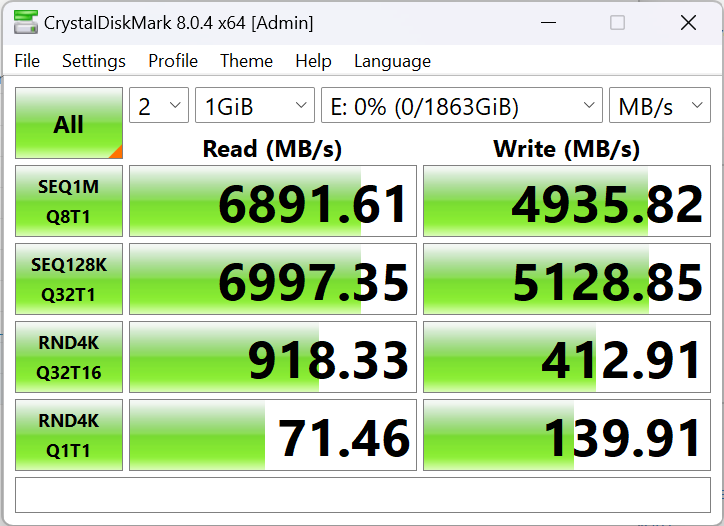 CrystalDiskMark 8.0.4 x64 [Admin]
File Settings Profile Theme Help Language
All 2 1GiB E: 0% (0/1863GiB) MB/s
Read (MB/s) Write (MB/s)
SEQ1M
Q8T1 6891.61 4935.82
SEQ128K
Q32T1 6997.35 5128.85
RND4K
Q32T16 918.33 412.91
RND4K
Q1T1 71.46 139.91